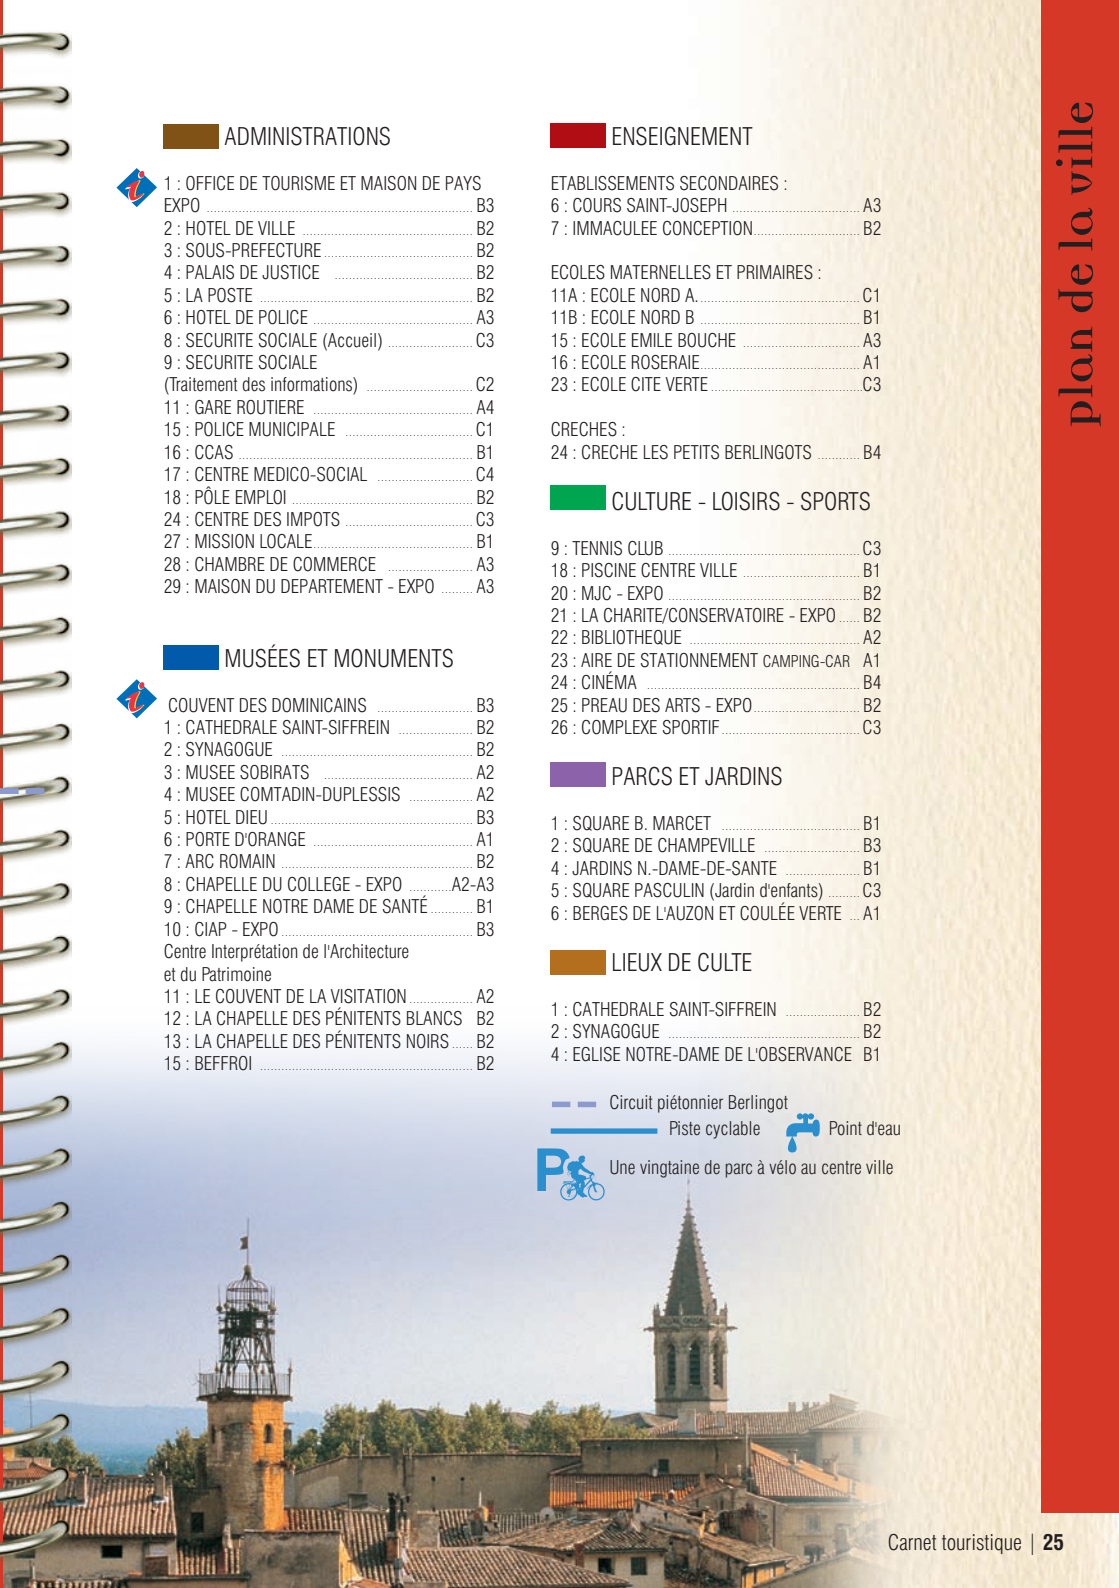 ADMINISTRATIONS
1 : OFFICE DE TOURISME ET MAISON DE PAYS
EXPO B3
2 : HOTEL DE VILLE B2
3 : SOUS-PREFECTURE B2
4 : PALAIS DE JUSTICE B2
5 : LA POSTE B2
6 : HOTEL DE POLICE A3
8 : SECURITE SOCIALE (Accueil) C3
9 : SECURITE SOCIALE
(Traitement des informations) C2
11 : GARE ROUTIERE A4
15 : POLICE MUNICIPALE C1
16 : CCAS B1
17 : CENTRE MEDICO-SOCIAL C4
18 : PÔLE EMPLOI B2
24 : CENTRE DES IMPOTS C3
27 : MISSION LOCALE B1
28 : CHAMBRE DE COMMERCE A3
29 : MAISON DU DEPARTEMENT - EXPO A3
MUSÉES ET MONUMENTS
COUVENT DES DOMINICAINS B3
1 : CATHEDRALE SAINT-SIFFREIN B2
2 : SYNAGOGUE B2
3 : MUSEE SOBIRATS A2
4 : MUSEE COMTADIN-DUPLESSIS A2
5 : HOTEL DIEU B3
6 : PORTE D'ORANGE A1
7 : ARC ROMAIN B2
8 : CHAPELLE DU COLLEGE - EXPO A2-A3
9 : CHAPELLE NOTRE DAME DE SANTÉ B1
10 : CIAP - EXPO B3
Centre Interprétation de l'Architecture
et du Patrimoine
11 : LE COUVENT DE LA VISITATION A2
12 : LA CHAPELLE DES PÉNITENTS BLANCS B2
13 : LA CHAPELLE DES PÉNITENTS NOIRS B2
15 : BEFFROI B2
ENSEIGNEMENT
ETABLISSEMENTS SECONDAIRES :
6 : COURS SAINT-JOSEPH A3
7 : IMMACULEE CONCEPTION B2
ECOLES MATERNELLES ET PRIMAIRES :
11A : ECOLE NORD A. C1
11B : ECOLE NORD B B1
15 : ECOLE EMILE BOUCHE A3
16 : ECOLE ROSERAIE A1
23 : ECOLE CITE VERTE C3
CRECHES :
24 : CRECHE LES PETITS BERLINGOTS B4
CULTURE - LOISIRS - SPORTS
9 : TENNIS CLUB C3
18 : PISCINE CENTRE VILLE B1
20 : MJC - EXPO B2
21 : LA CHARITE/CONSERVATOIRE - EXPO B2
22 : BIBLIOTHEQUE A2
23 : AIRE DE STATIONNEMENT CAMPING-CAR A1
24 : CINÉMA B4
25 : PREAU DES ARTS - EXPO B2
26 : COMPLEXE SPORTIF C3
PARCS ET JARDINS
1 : SQUARE B. MARCET B1
2 : SQUARE DE CHAMPEVILLE B3
4 : JARDINS N.-DAME-DE-SANTE B1
5 : SQUARE PASCULIN (Jardin d'enfants) C3
6 : BERGES DE L'AUZON ET COULÉE VERTE A1
LIEUX DE CULTE
1 : CATHEDRALE SAINT-SIFFREIN B2
2 : SYNAGOGUE B2
4 : EGLISE NOTRE-DAME DE L'OBSERVANCE B1
Circuit piétonnier Berlingot
Piste cyclable Point d'eau
P Une vingtaine de parc à vélo au centre ville
plan de la ville
Carnet touristique | 25